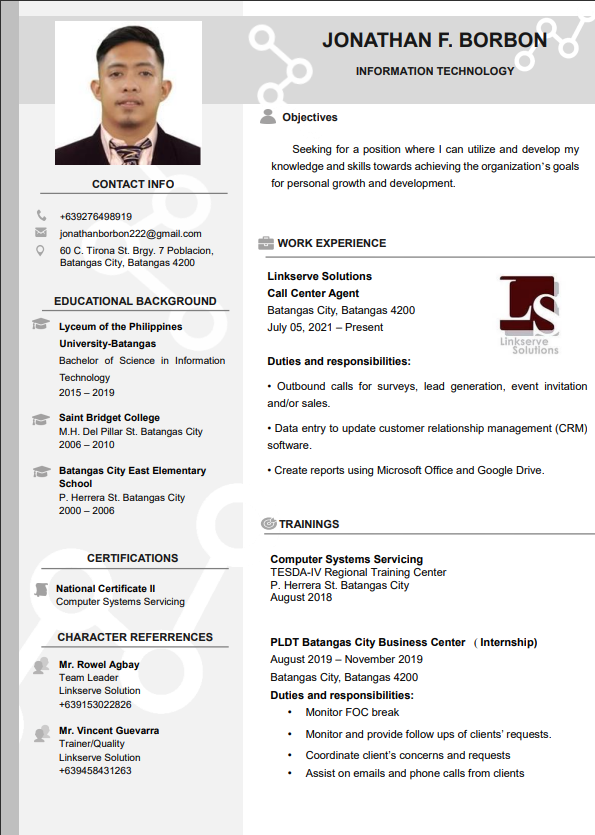 JONATHAN F. BORBON
INFORMATION TECHNOLOGY
CONTACT INFO
+639276498919
jonathanborbon222@gmail.com
60 C. Tirona St. Brgy. 7 Poblacion,
Batangas City, Batangas 4200
EDUCATIONAL BACKGROUND
Lyceum of the Philippines
University-Batangas
Bachelor of Science in Information
Technology
2015 – 2019
Saint Bridget College
M.H. Del Pillar St. Batangas City
2006 – 2010
Batangas City East Elementary
School
P. Herrera St. Batangas City
2000 – 2006
CERTIFICATIONS
National Certificate II
Computer Systems Servicing
CHARACTER REFERRENCES
Mr. Rowel Agbay
Team Leader
Linkserve Solution
+639153022826
Mr. Vincent Guevarra
Trainer/Quality
Linkserve Solution
+639458431263
Objectives
Seeking for a position where I can utilize and develop my
knowledge and skills towards achieving the organization's goals
for personal growth and development.
WORK EXPERIENCE
Linkserve Solutions
Call Center Agent
Batangas City, Batangas 4200
July 05, 2021 – Present
LS
Linkserve
Solutions
Duties and responsibilities:
• Outbound calls for surveys, lead generation, event invitation
and/or sales.
• Data entry to update customer relationship management (CRM)
software.
• Create reports using Microsoft Office and Google Drive.
TRAININGS
Computer Systems Servicing
TESDA-IV Regional Training Center
P. Herrera St. Batangas City
August 2018
PLDT Batangas City Business Center ( Internship)
August 2019 – November 2019
Batangas City, Batangas 4200
Duties and responsibilities:
• Monitor FOC break
• Monitor and provide follow ups of clients' requests.
• Coordinate client's concerns and requests
• Assist on emails and phone calls from clients